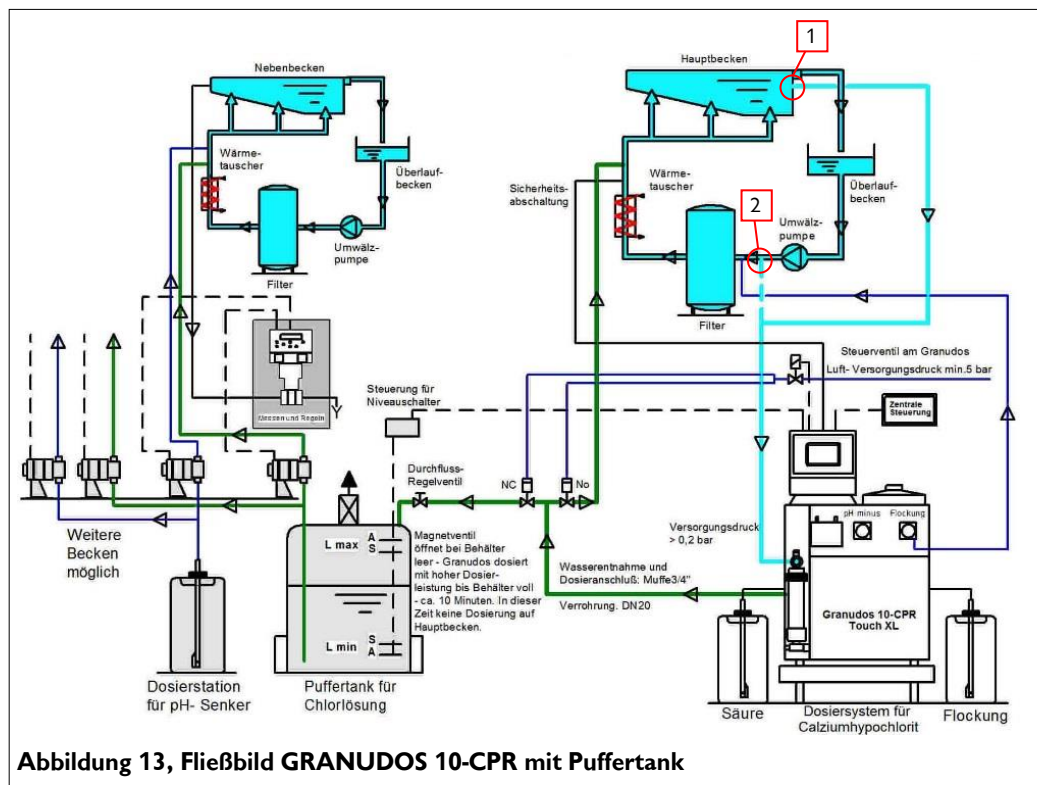 1
Nebenbecken
Hauptbecken
Wärme-
tauscher
Überlauf-
becken
Umwälz-
pumpe
Filter
Sicherheits-
abschaltung
Wärme-
tauscher
2
Umwälz-
pumpe
Überlauf-
becken
Filter
Messen und Regeln
Steuerung für
Niveauschalter
Steuerventil am Granudos
Luft- Versorgungsdruck min.5 bar
Zentrale
Steuerung
Durchfluss-
Regelventil
NC
No
Weitere
Becken
möglich
L max
A
S
Magnetventil
öffnet bei Behälter
leer - Granudos dosiert
mit hoher Dosier-
leistung bis Behälter voll
- ca. 10 Minuten. In dieser
Zeit keine Dosierung auf
Hauptbecken.
L min
S
A
Versorgungsdruck
> 0,2 bar
pH minus
Flockung
Wasserentnahme und
Dosieranschluß: Muffe3/4"
Verrohrung. DN20
Granudos 10-CPR
Touch XL
Dosierstation
für pH- Senker
Puffertank für
Chlorlösung
Säure
Dosiersystem für
Calziumhypochlorit
Flockung
Abbildung 13, Fließbild GRANUDOS 10-CPR mit Puffertank